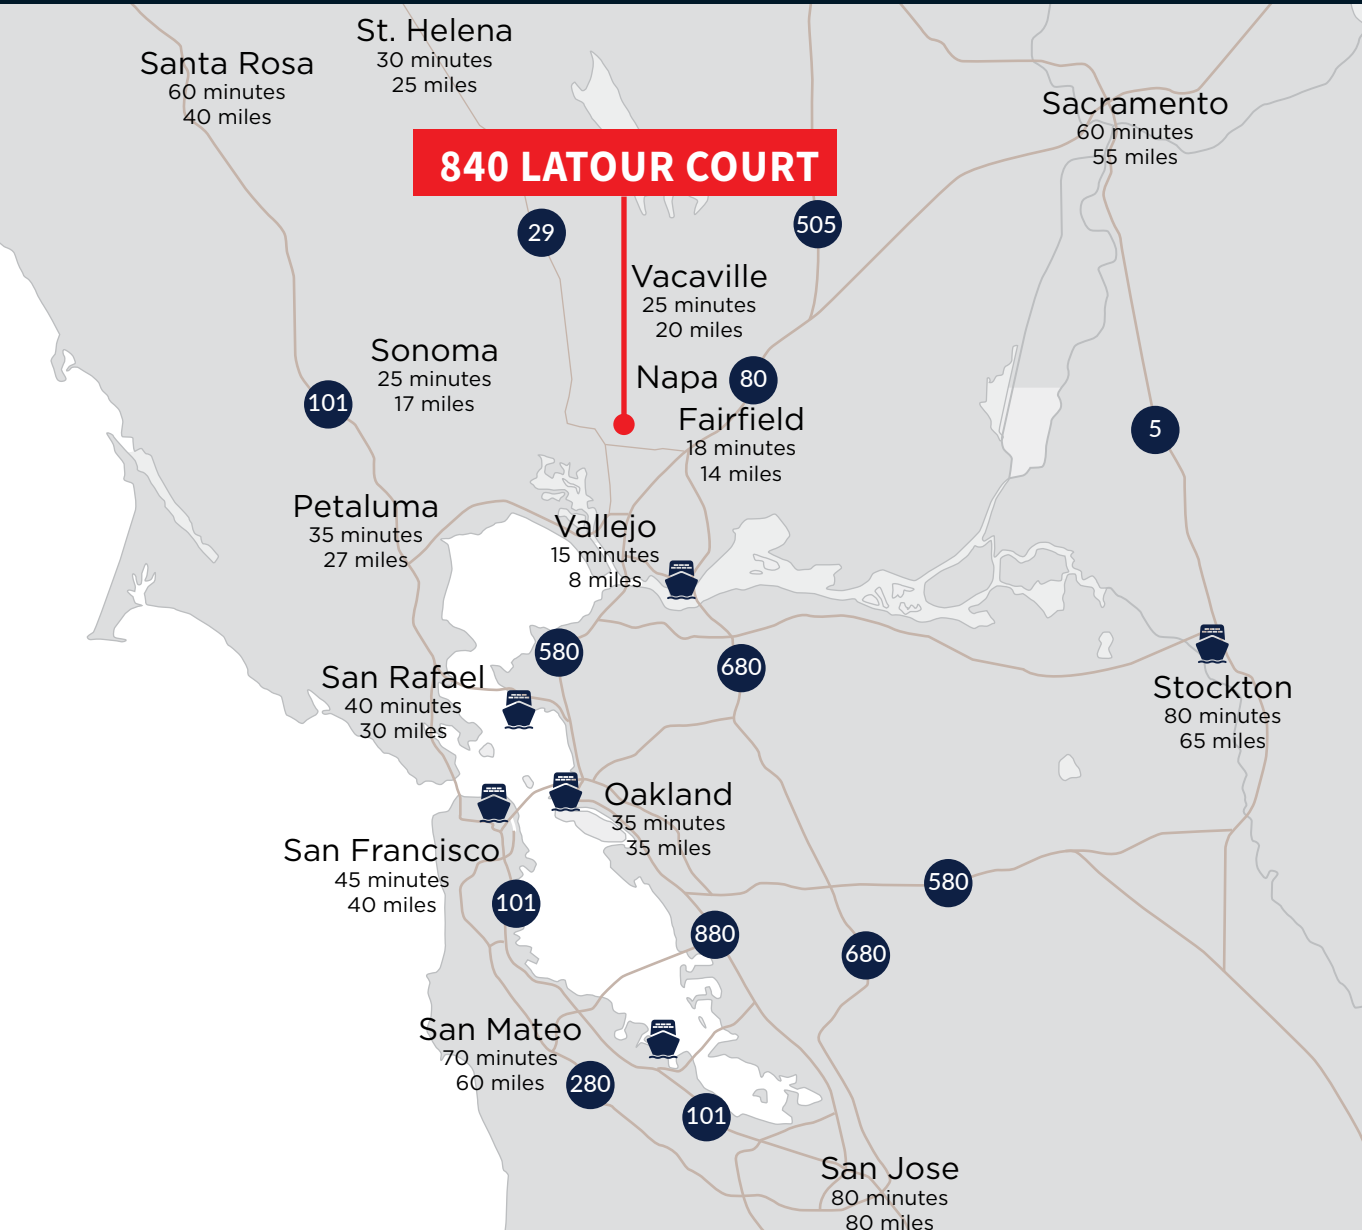 St. Helena
30 minutes
25 miles
Santa Rosa
60 minutes
40 miles
Sacramento
60 minutes
55 miles
840 LATOUR COURT
29
505
Vacaville
25 minutes
20 miles
Sonoma
25 minutes
17 miles
Napa
80
101
Fairfield
18 minutes
14 miles
5
Petaluma
35 minutes
27 miles
Vallejo
15 minutes
8 miles
580
680
San Rafael
40 minutes
30 miles
Stockton
80 minutes
65 miles
Oakland
35 minutes
35 miles
San Francisco
45 minutes
40 miles
580
101
880
680
San Mateo
70 minutes
60 miles
280
101
San Jose
80 minutes
80 miles